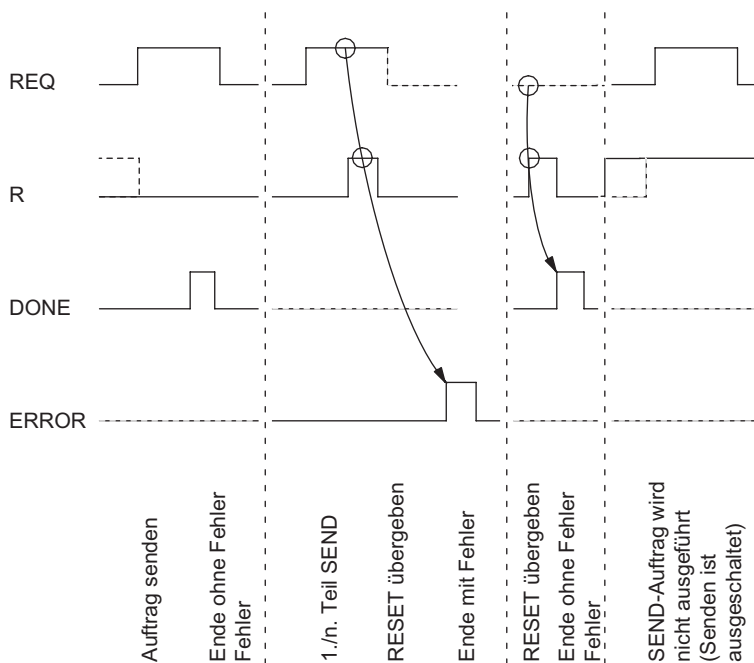 REQ
R
DONE
ERROR
Auftrag senden
Ende ohne Fehler
Fehler
1./n. Teil SEND
RESET übergeben
Ende mit Fehler
RESET übergeben
Ende ohne Fehler
Fehler
SEND-Auftrag wird
nicht ausgeführt
(Senden ist
ausgeschaltet)